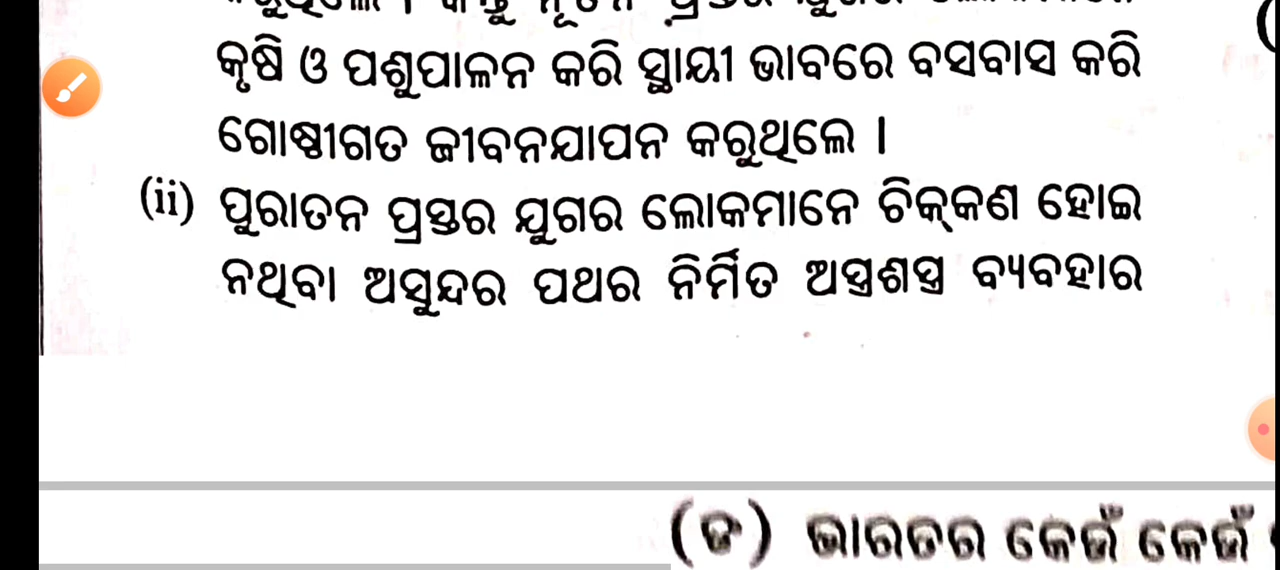 କୃଷି ଓ ପଶୁପାଳନ କରି ସ୍ଥାୟୀ ଭାବରେ ବସବାସ କରି
ଗୋଷ୍ଠୀଗତ ଜୀବନଯାପନ କରୁଥିଲେ ।
(ii) ପୁରାତନ ପ୍ରସ୍ତର ଯୁଗର ଲୋକମାନେ ଚିକ୍କଣ ହୋଇ
ନଥିବା ଅସୁନ୍ଦର ପଥର ନିର୍ମିତ ଅସ୍ତ୍ରଶସ୍ତ୍ର ବ୍ୟବହାର
(ଙ) ଭାରତର କେଉଁ କେଉଁ